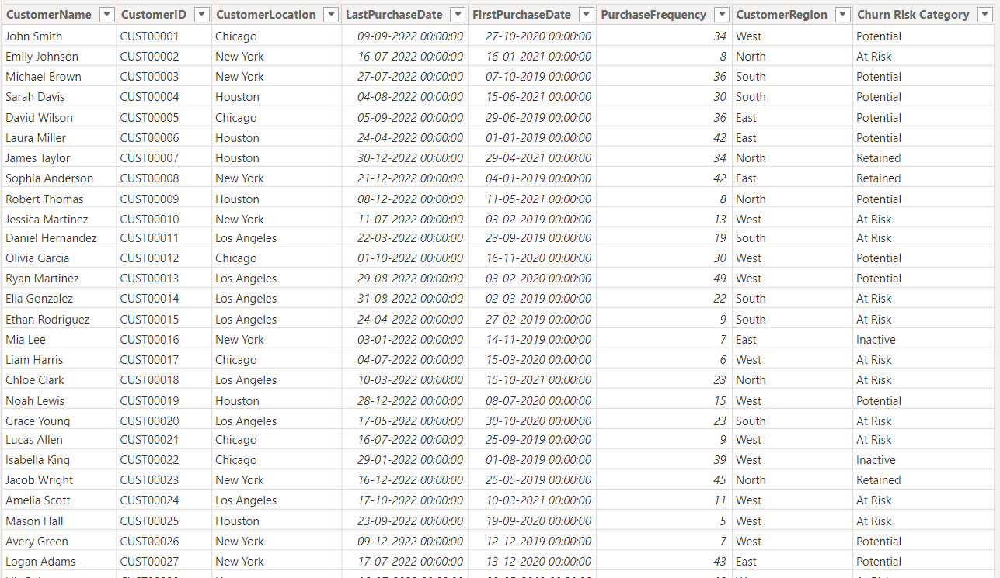 CustomerName CustomerID CustomerLocation LastPurchaseDate FirstPurchaseDate PurchaseFrequency CustomerRegion Churn Risk Category
John Smith CUST00001 Chicago 09-09-2022 00:00:00 27-10-2020 00:00:00 34 West Potential
Emily Johnson CUST00002 New York 16-07-2022 00:00:00 16-01-2021 00:00:00 8 North At Risk
Michael Brown CUST00003 New York 27-07-2022 00:00:00 07-10-2019 00:00:00 36 South Potential
Sarah Davis CUST00004 Houston 04-08-2022 00:00:00 15-06-2021 00:00:00 30 South Potential
David Wilson CUST00005 Chicago 05-09-2022 00:00:00 29-06-2019 00:00:00 36 East Potential
Laura Miller CUST00006 Houston 24-04-2022 00:00:00 01-01-2019 00:00:00 42 East Potential
James Taylor CUST00007 Houston 30-12-2022 00:00:00 29-04-2021 00:00:00 34 North Retained
Sophia Anderson CUST00008 New York 21-12-2022 00:00:00 04-01-2019 00:00:00 42 East Retained
Robert Thomas CUST00009 Houston 08-12-2022 00:00:00 11-05-2021 00:00:00 8 North Potential
Jessica Martinez CUST00010 New York 11-07-2022 00:00:00 03-02-2019 00:00:00 13 West At Risk
Daniel Hernandez CUST00011 Los Angeles 22-03-2022 00:00:00 23-09-2019 00:00:00 19 South At Risk
Olivia Garcia CUST00012 Chicago 01-10-2022 00:00:00 16-11-2020 00:00:00 30 West Potential
Ryan Martinez CUST00013 Los Angeles 29-08-2022 00:00:00 03-02-2020 00:00:00 49 West Potential
Ella Gonzalez CUST00014 Los Angeles 31-08-2022 00:00:00 02-03-2019 00:00:00 22 South At Risk
Ethan Rodriguez CUST00015 Los Angeles 24-04-2022 00:00:00 27-02-2019 00:00:00 9 South At Risk
Mia Lee CUST00016 New York 03-01-2022 00:00:00 14-11-2019 00:00:00 7 East Inactive
Liam Harris CUST00017 Chicago 04-07-2022 00:00:00 15-03-2020 00:00:00 6 West At Risk
Chloe Clark CUST00018 Los Angeles 10-03-2022 00:00:00 15-10-2021 00:00:00 23 North At Risk
Noah Lewis CUST00019 Houston 28-12-2022 00:00:00 08-07-2020 00:00:00 15 West Potential
Grace Young CUST00020 Los Angeles 17-05-2022 00:00:00 30-10-2020 00:00:00 23 South At Risk
Lucas Allen CUST00021 Chicago 16-07-2022 00:00:00 25-09-2019 00:00:00 9 West At Risk
Isabella King CUST00022 Chicago 29-01-2022 00:00:00 01-08-2019 00:00:00 39 West Inactive
Jacob Wright CUST00023 New York 16-12-2022 00:00:00 25-05-2019 00:00:00 45 North Retained
Amelia Scott CUST00024 Los Angeles 17-10-2022 00:00:00 10-03-2021 00:00:00 11 West At Risk
Mason Hall CUST00025 Houston 23-09-2022 00:00:00 19-09-2020 00:00:00 5 West At Risk
Avery Green CUST00026 New York 09-12-2022 00:00:00 12-12-2019 00:00:00 7 West Potential
Logan Adams CUST00027 New York 17-07-2022 00:00:00 13-12-2020 00:00:00 43 East Potential